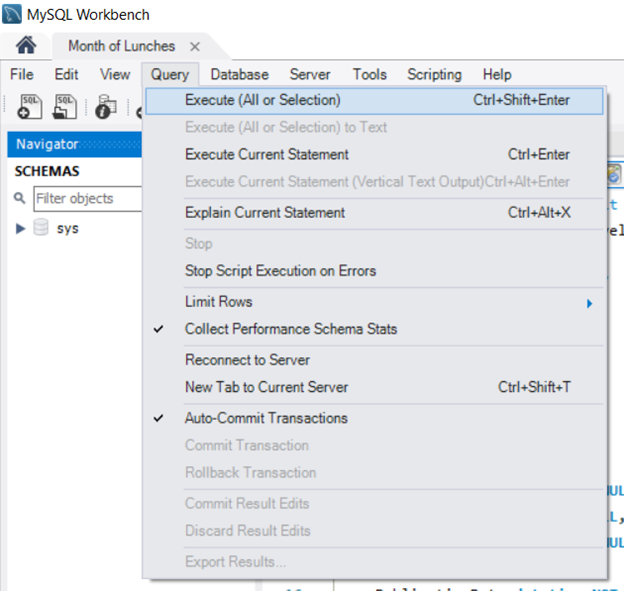 MySQL Workbench
Month of Lunches
File Edit View Query Database Server Tools Scripting Help
SQL SQL
Execute (All or Selection) Ctrl+Shift+Enter
Execute (All or Selection) to Text
Navigator
SCHEMAS
Execute Current Statement Ctrl+Enter
Execute Current Statement (Vertical Text Output)Ctrl+Alt+Enter
Filter objects
Explain Current Statement Ctrl+Alt+X
sys
Stop
Stop Script Execution on Errors
Limit Rows
Collect Performance Schema Stats
Reconnect to Server
New Tab to Current Server Ctrl+Shift+T
Auto-Commit Transactions
Commit Transaction
Rollback Transaction
Commit Result Edits
Discard Result Edits
Export Results...